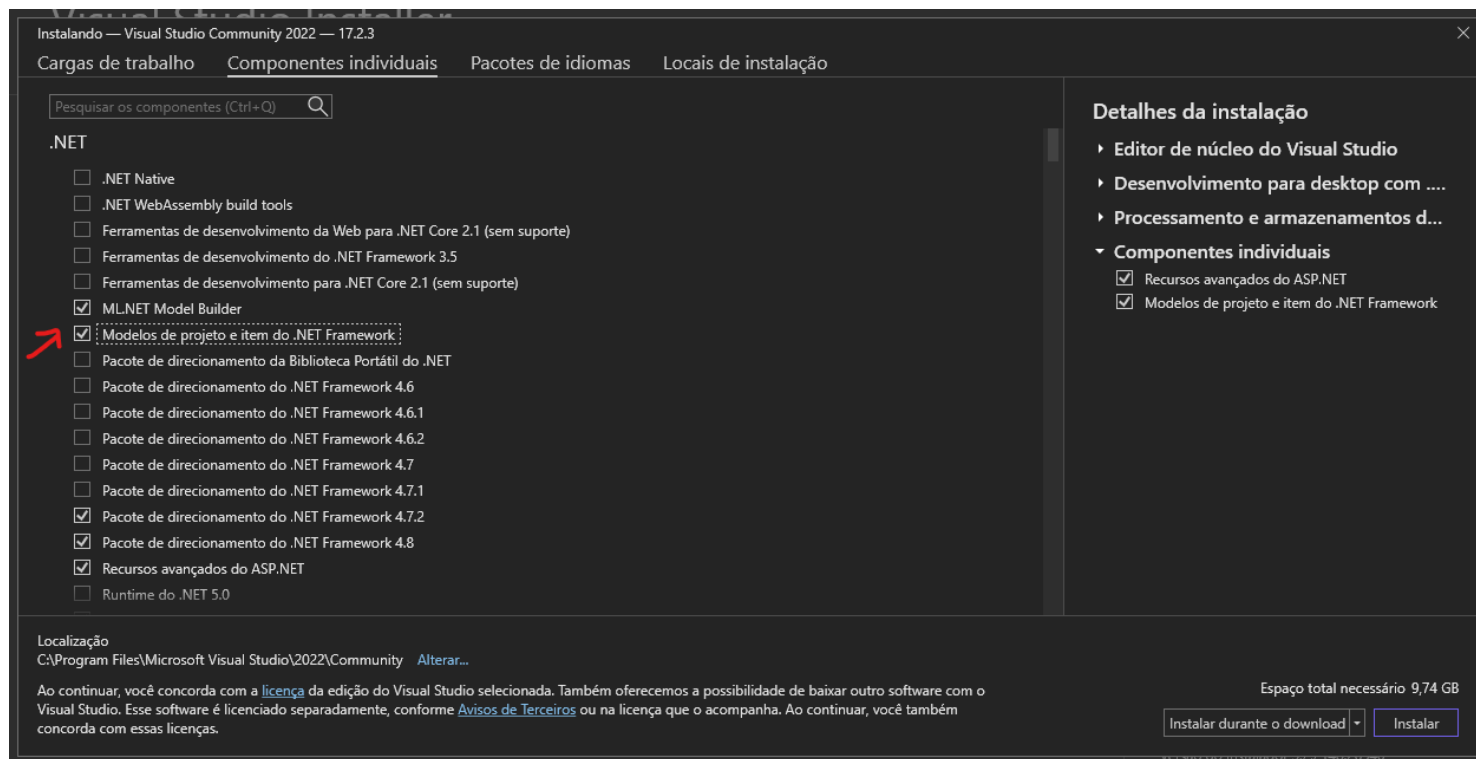 Visual Studio Installer
Instalando — Visual Studio Community 2022 — 17.2.3
Cargas de trabalho Componentes individuais Pacotes de idiomas Locais de instalação
Pesquisar os componentes (Ctrl+Q)
.NET
.NET Native
.NET WebAssembly build tools
Ferramentas de desenvolvimento da Web para .NET Core 2.1 (sem suporte)
Ferramentas de desenvolvimento do .NET Framework 3.5
Ferramentas de desenvolvimento para .NET Core 2.1 (sem suporte)
ML.NET Model Builder
Modelos de projeto e item do .NET Framework
Pacote de direcionamento da Biblioteca Portátil do .NET
Pacote de direcionamento do .NET Framework 4.6
Pacote de direcionamento do .NET Framework 4.6.1
Pacote de direcionamento do .NET Framework 4.6.2
Pacote de direcionamento do .NET Framework 4.7
Pacote de direcionamento do .NET Framework 4.7.1
Pacote de direcionamento do .NET Framework 4.7.2
Pacote de direcionamento do .NET Framework 4.8
Recursos avançados do ASP.NET
Runtime do .NET 5.0
Detalhes da instalação
Editor de núcleo do Visual Studio
Desenvolvimento para desktop com ....
Processamento e armazenamentos d...
Componentes individuais
Recursos avançados do ASP.NET
Modelos de projeto e item do .NET Framework
Localização
C:\Program Files\Microsoft Visual Studio\2022\Community Alterar...
Ao continuar, você concorda com a licença da edição do Visual Studio selecionada. Também oferecemos a possibilidade de baixar outro software com o
Visual Studio. Esse software é licenciado separadamente, conforme Avisos de Terceiros ou na licença que o acompanha. Ao continuar, você também
concorda com essas licenças.
Espaço total necessário 9,74 GB
Instalar durante o download Instalar